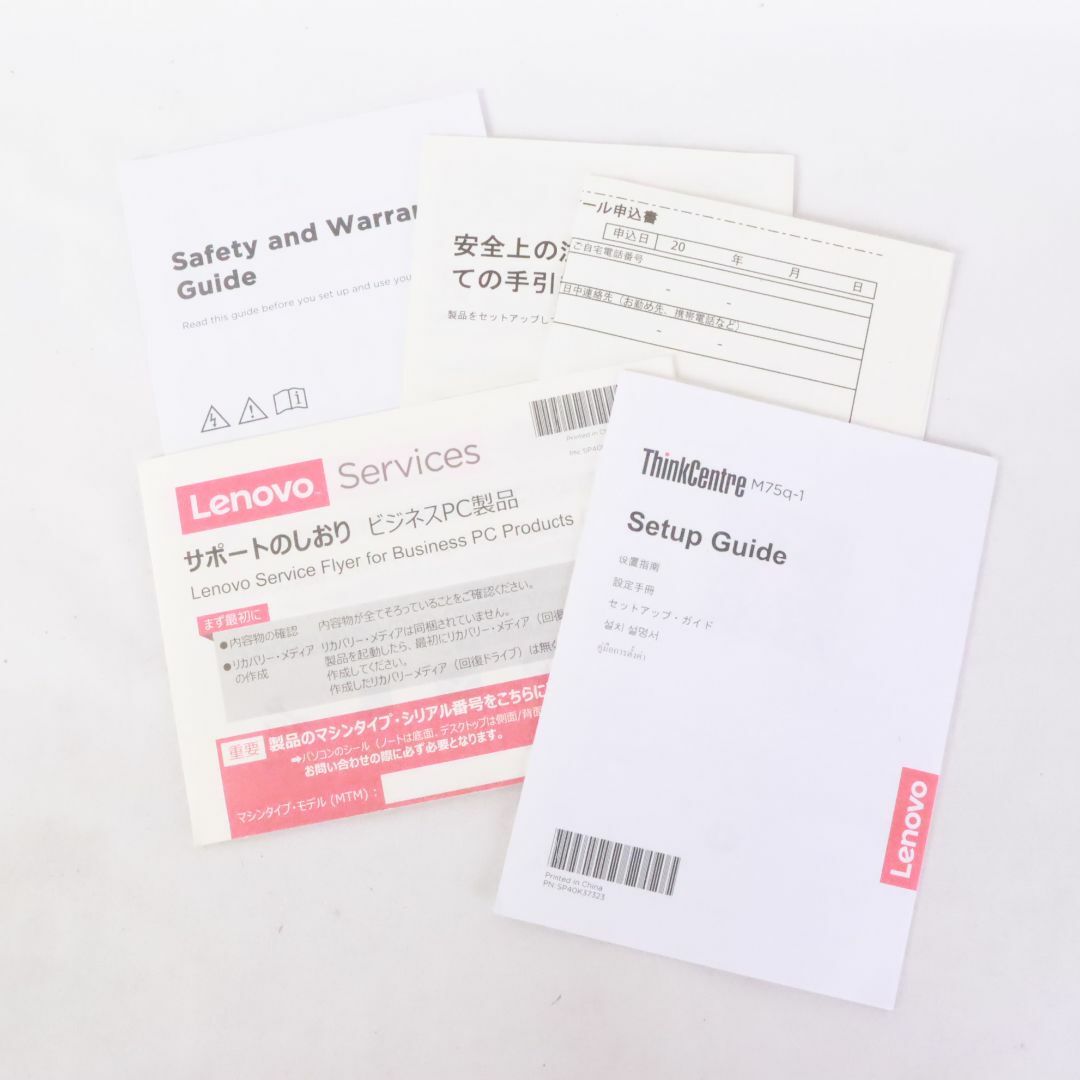 Safety and Warran
Guide
Read this guide before you set up and use you
安全上の
ての手引
製品をセットアップし
ール申込書
申込日 20 年 月 日
ご自宅電話番号
- -
日中連絡先（お勤め先、携帯電話など）
- -
Printed in C
PN: SP40
Lenovo Services
サポートのしおり ビジネスPC製品
Lenovo Service Flyer for Business PC Products
まず最初に
●内容物の確認 内容物が全てそろっていることをご確認ください。
●リカバリー・メディアの作成 リカバリー・メディアは同梱されていません。
製品を起動したら、最初にリカバリー・メディア（回復
作成してください。
作成したリカバリーメディア（回復ドライブ）は無く
重要 製品のマシンタイプ・シリアル番号をこちらに
➡パソコンのシール（ノートは底面、デスクトップは側面/背面
お問い合わせの際に必ず必要となります。
マシンタイプ・モデル (MTM)：
ThinkCentre M75q-1
Setup Guide
设置指南
設定手冊
セットアップ・ガイド
설치 설명서
คู่มือการตั้งค่า
Printed in China
PN: SP40K37323
Lenovo